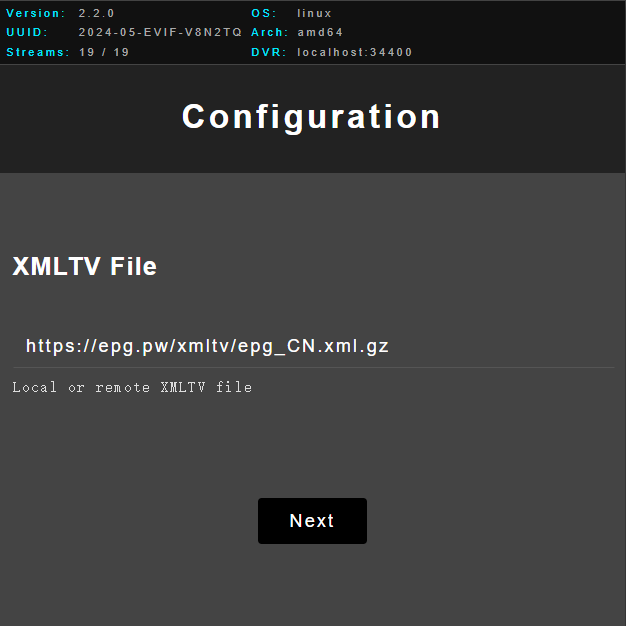 Version: 2.2.0 OS: linux
UUID: 2024-05-EVIF-V8N2TQ Arch: amd64
Streams: 19 / 19 DVR: localhost:34400
Configuration
XMLTV File
https://epg.pw/xmltv/epg_CN.xml.gz
Local or remote XMLTV file
Next